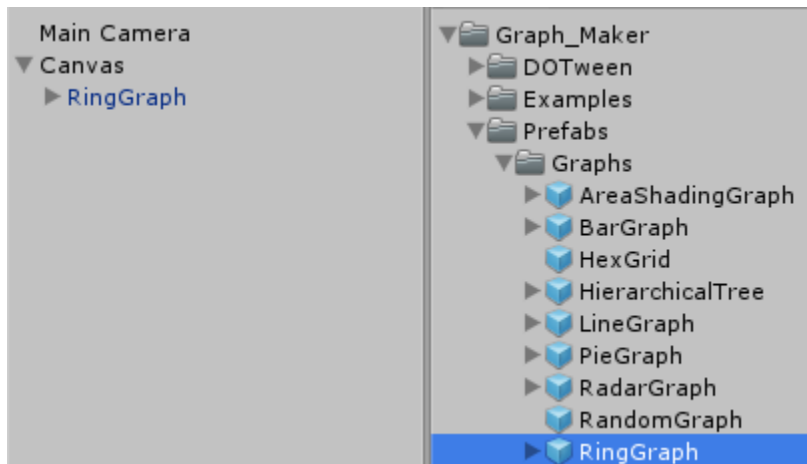 Main Camera
Canvas
RingGraph
Graph_Maker
DOTween
Examples
Prefabs
Graphs
AreaShadingGraph
BarGraph
HexGrid
HierarchicalTree
LineGraph
PieGraph
RadarGraph
RandomGraph
RingGraph